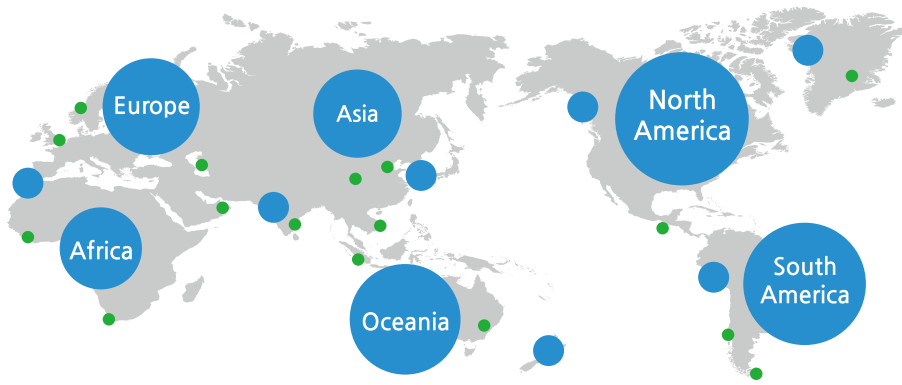 Europe
Asia
North
America
Africa
Oceania
South
America